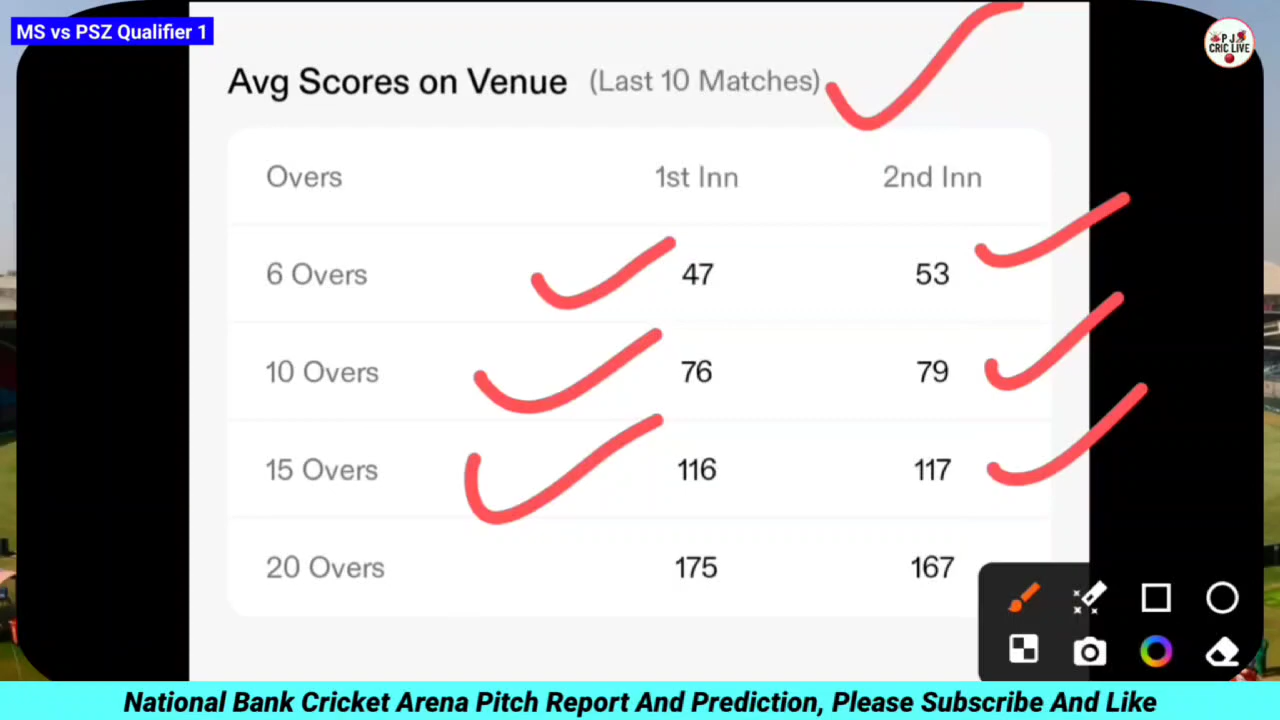 MS vs PSZ Qualifier 1
P J
CRIC LIVE
Avg Scores on Venue (Last 10 Matches)
Overs 1st Inn 2nd Inn
6 Overs 47 53
10 Overs 76 79
15 Overs 116 117
20 Overs 175 167
National Bank Cricket Arena Pitch Report And Prediction, Please Subscribe And Like